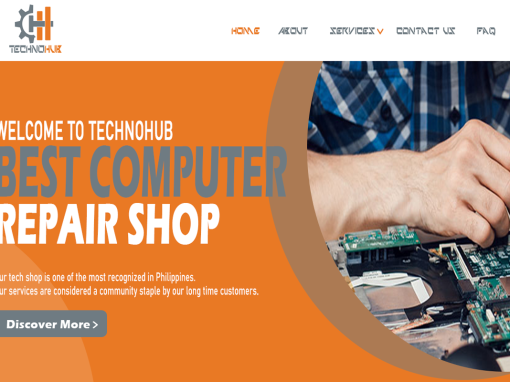 TECHNOHUB
HOME ABOUT SERVICES CONTACT US FAQ
WELCOME TO TECHNOHUB
BEST COMPUTER
REPAIR SHOP
ur tech shop is one of the most recognized in Philippines.
ur services are considered a community staple by our long time customers.
Discover More >